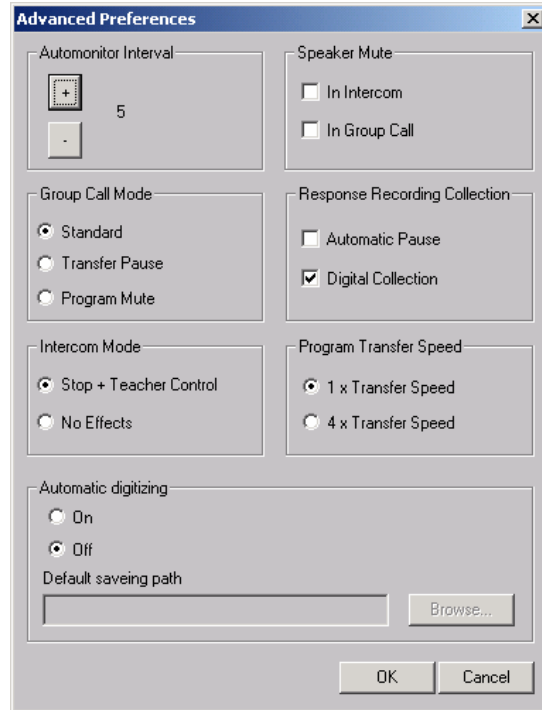 Advanced Preferences
Automonitor Interval
+
5
-
Speaker Mute
In Intercom
In Group Call
Group Call Mode
Standard
Transfer Pause
Program Mute
Response Recording Collection
Automatic Pause
Digital Collection
Intercom Mode
Stop + Teacher Control
No Effects
Program Transfer Speed
1 x Transfer Speed
4 x Transfer Speed
Automatic digitizing
On
Off
Default saveing path
Browse...
OK Cancel